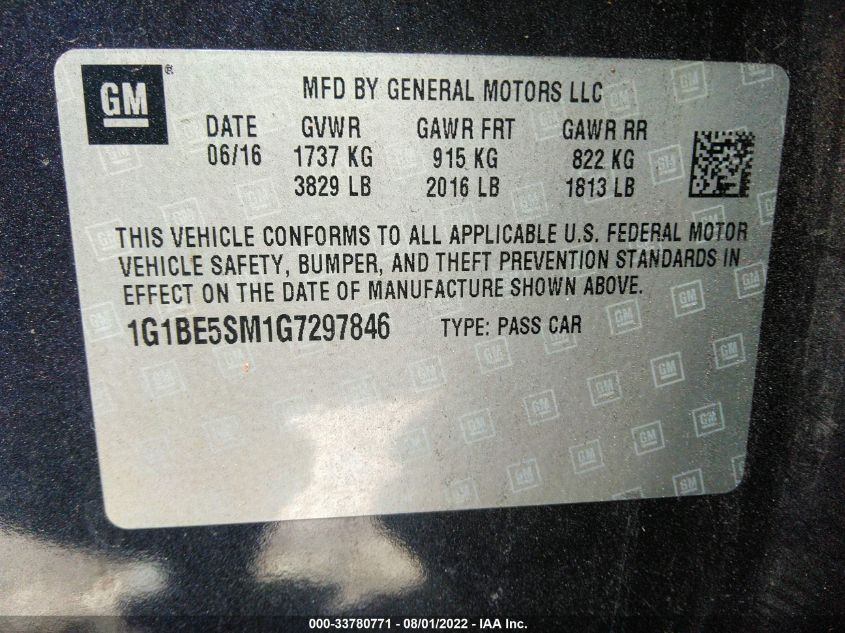 GM®
MFD BY GENERAL MOTORS LLC
DATE GVWR GAWR FRT GAWR RR
06/16 1737 KG 915 KG 822 KG
3829 LB 2016 LB 1813 LB
THIS VEHICLE CONFORMS TO ALL APPLICABLE U.S. FEDERAL MOTOR
VEHICLE SAFETY, BUMPER, AND THEFT PREVENTION STANDARDS IN
EFFECT ON THE DATE OF MANUFACTURE SHOWN ABOVE.
1G1BE5SM1G7297846 TYPE: PASS CAR
000-33780771 - 08/01/2022 - IAA Inc.